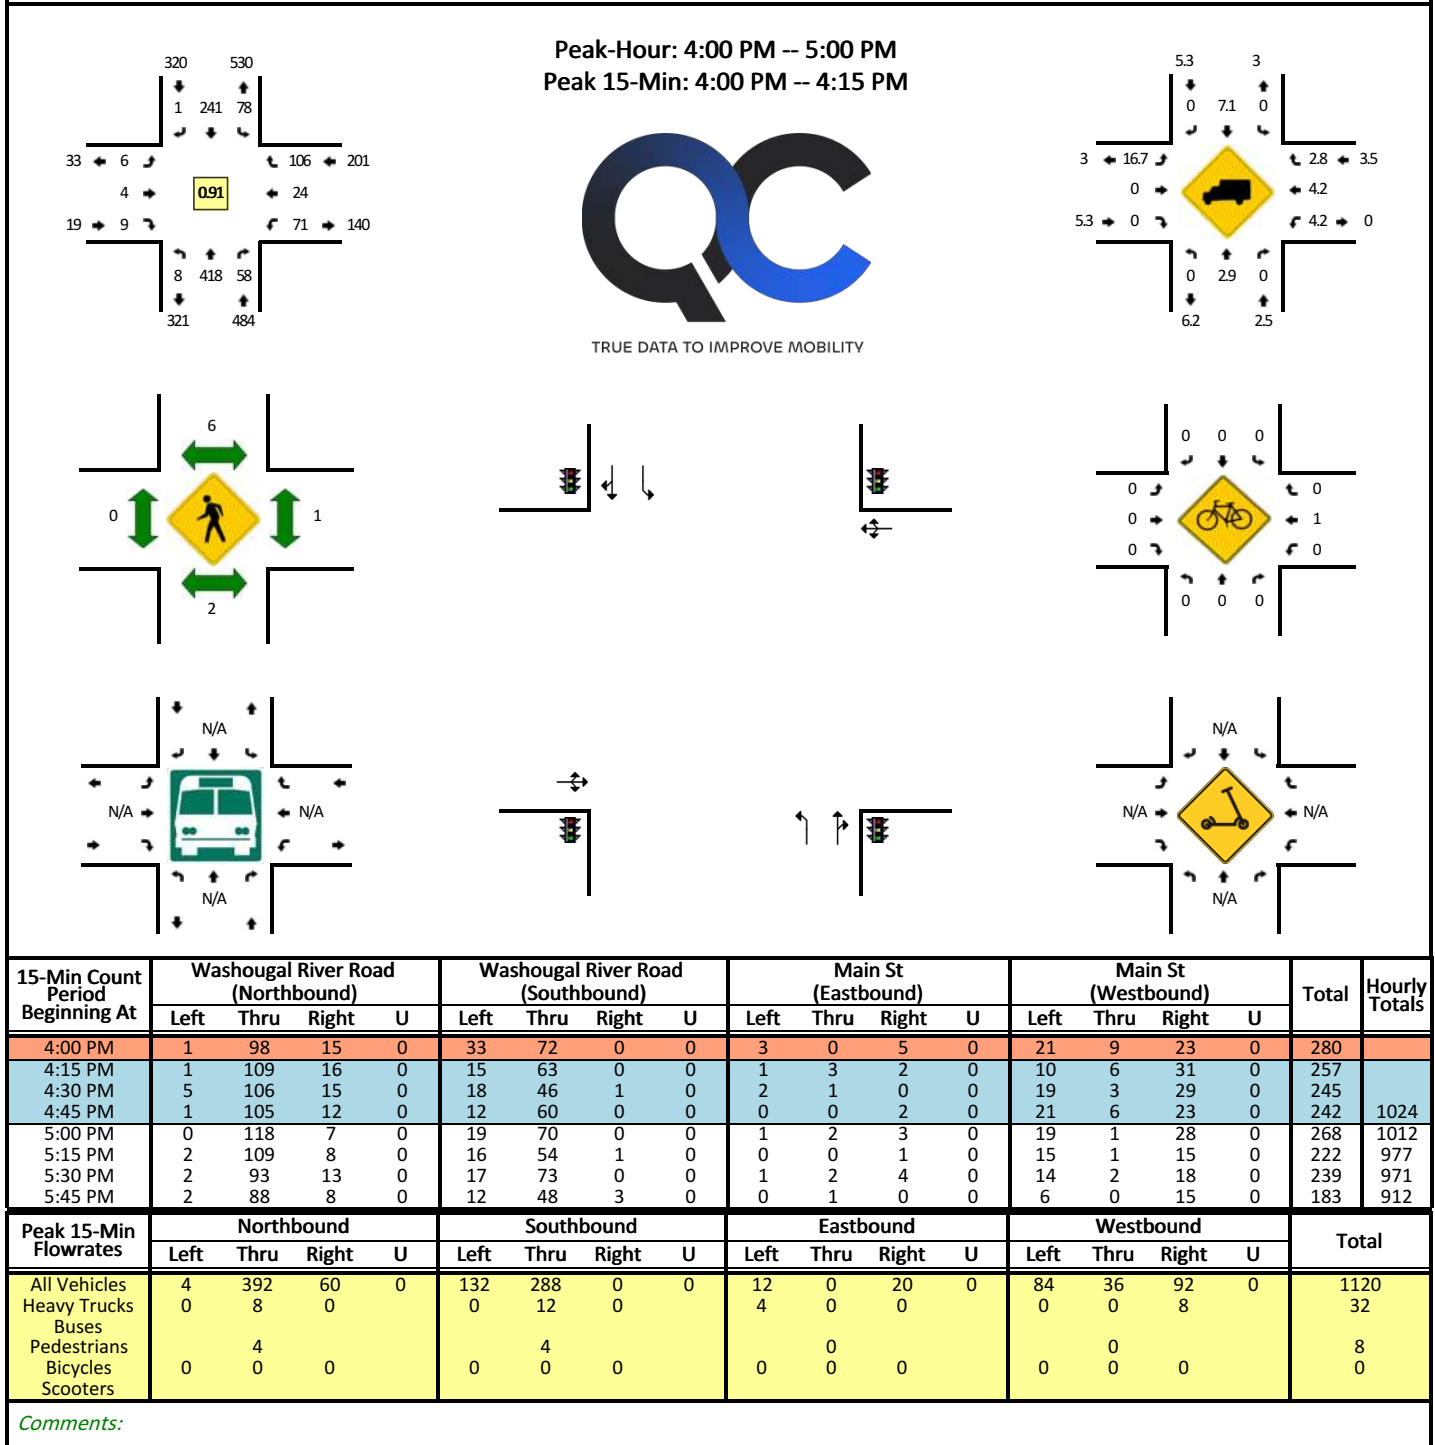 Peak-Hour: 4:00 PM -- 5:00 PM
Peak 15-Min: 4:00 PM -- 4:15 PM
320 530
1 241 78
33 6 106 201
4 0.91 24
19 9 71 140
8 418 58
321 484
QC
TRUE DATA TO IMPROVE MOBILITY
5.3 3
0 7.1 0
3 16.7 2.8 3.5
0 4.2
5.3 0 4.2 0
0 2.9 0
6.2 2.5
6
0 1
2
0 0 0
0 0
0 1
0 0
0 0 0
N/A
N/A N/A
N/A
N/A
N/A N/A
N/A
15-Min Count Period Beginning At Washougal River Road (Northbound) Washougal River Road (Southbound) Main St (Eastbound) Main St (Westbound) Total Hourly Totals
Left Thru Right U Left Thru Right U Left Thru Right U Left Thru Right U
4:00 PM 1 98 15 0 33 72 0 0 3 0 5 0 21 9 23 0 280
4:15 PM 1 109 16 0 15 63 0 0 1 3 2 0 10 6 31 0 257
4:30 PM 5 106 15 0 18 46 1 0 2 1 0 0 19 3 29 0 245
4:45 PM 1 105 12 0 12 60 0 0 0 0 2 0 21 6 23 0 242 1024
5:00 PM 0 118 7 0 19 70 0 0 1 2 3 0 19 1 28 0 268 1012
5:15 PM 2 109 8 0 16 54 1 0 0 0 1 0 15 1 15 0 222 977
5:30 PM 2 93 13 0 17 73 0 0 1 2 4 0 14 2 18 0 239 971
5:45 PM 2 88 8 0 12 48 3 0 0 1 0 0 6 0 15 0 183 912
Peak 15-Min Flowrates Northbound Southbound Eastbound Westbound Total
Left Thru Right U Left Thru Right U Left Thru Right U Left Thru Right U
All Vehicles 4 392 60 0 132 288 0 0 12 0 20 0 84 36 92 0 1120
Heavy Trucks 0 8 0 0 12 0 4 0 0 0 0 8 32
Buses
Pedestrians 4 4 0 0 8
Bicycles 0 0 0 0 0 0 0 0 0 0 0 0 0
Scooters
Comments: